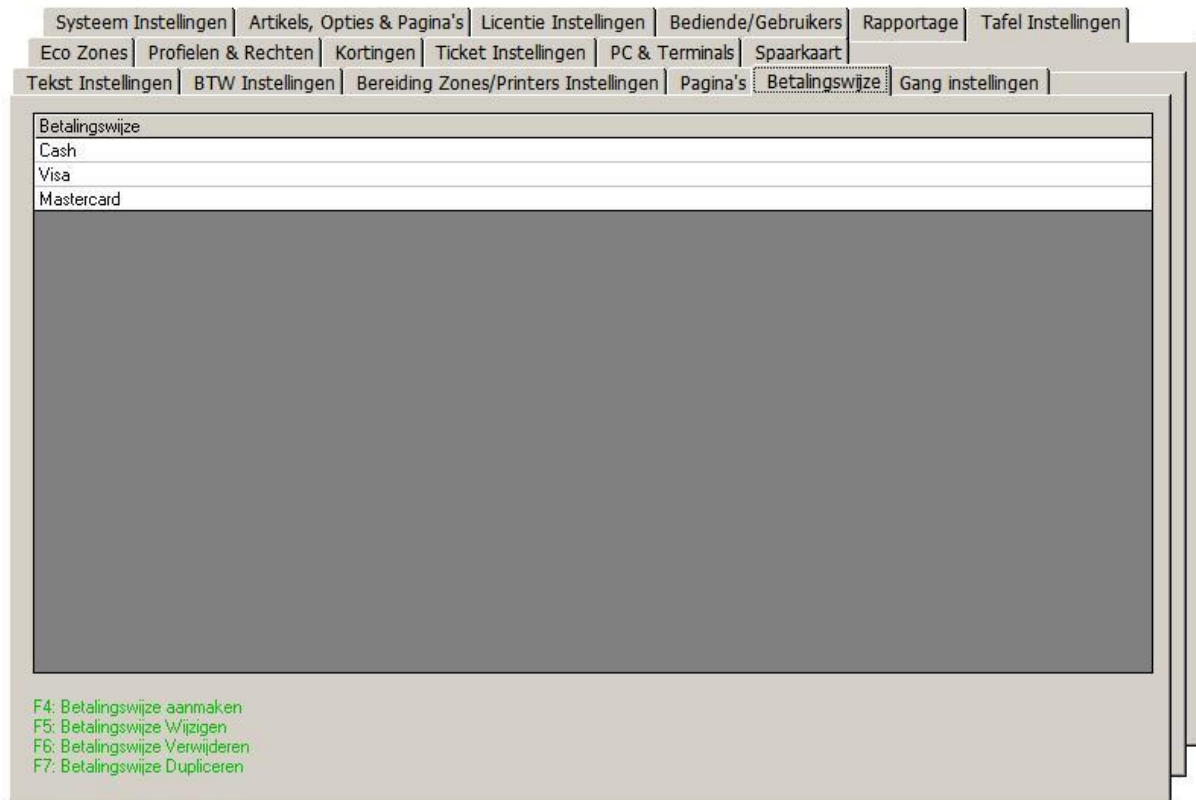 Systeem Instellingen Artikels, Opties & Pagina's Licentie Instellingen Bediende/Gebruikers Rapportage Tafel Instellingen
Eco Zones Profielen & Rechten Kortingen Ticket Instellingen PC & Terminals Spaarkaart
Tekst Instellingen BTW Instellingen Bereiding Zones/Printers Instellingen Pagina's Betalingswijze Gang instellingen
Betalingswijze
Cash
Visa
Mastercard
F4: Betalingswijze aanmaken
F5: Betalingswijze Wijzigen
F6: Betalingswijze Verwijderen
F7: Betalingswijze Dupliceren